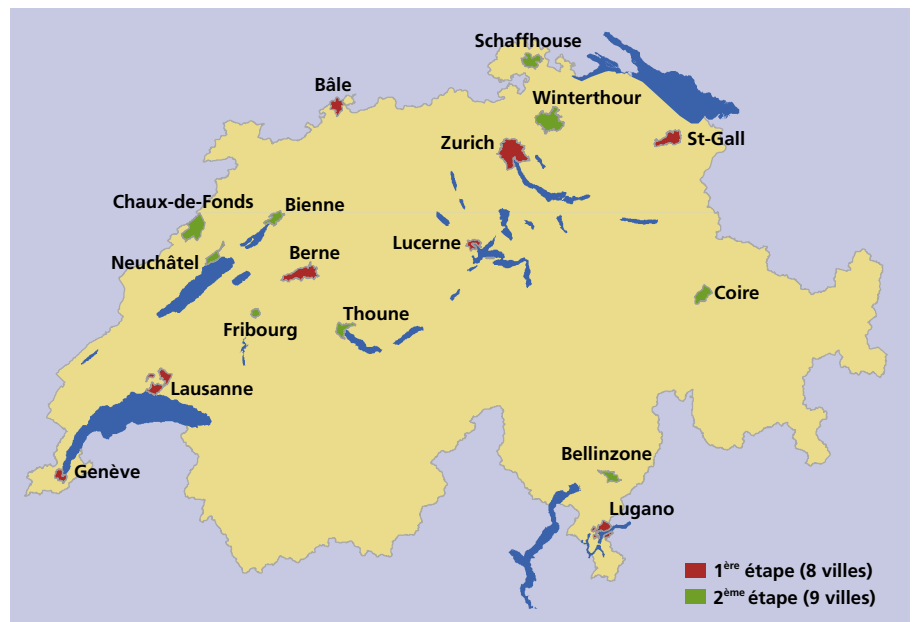 Schaffhouse
Bâle
Winterthour
Zurich
St-Gall
Chaux-de-Fonds
Bienne
Neuchâtel
Berne
Lucerne
Coire
Fribourg
Thoune
Lausanne
Genève
Bellinzone
Lugano
1ère étape (8 villes)
2ème étape (9 villes)